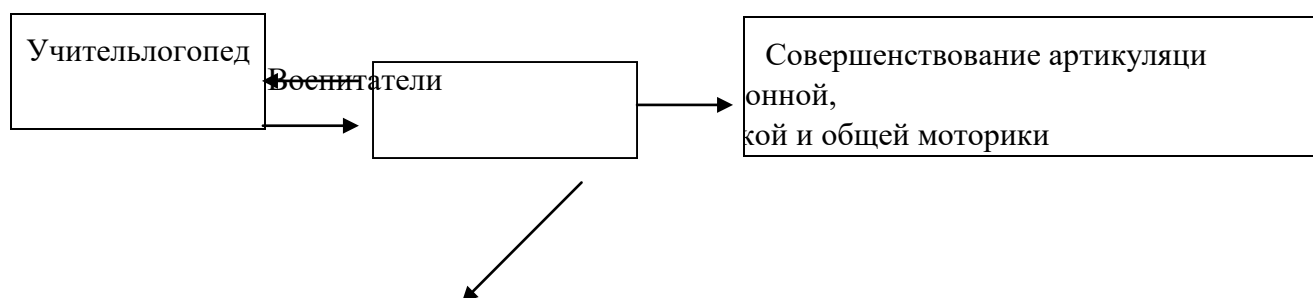 Учительлогопед
Воспитатели
Совершенствование артикуляци
онной,
кой и общей моторики